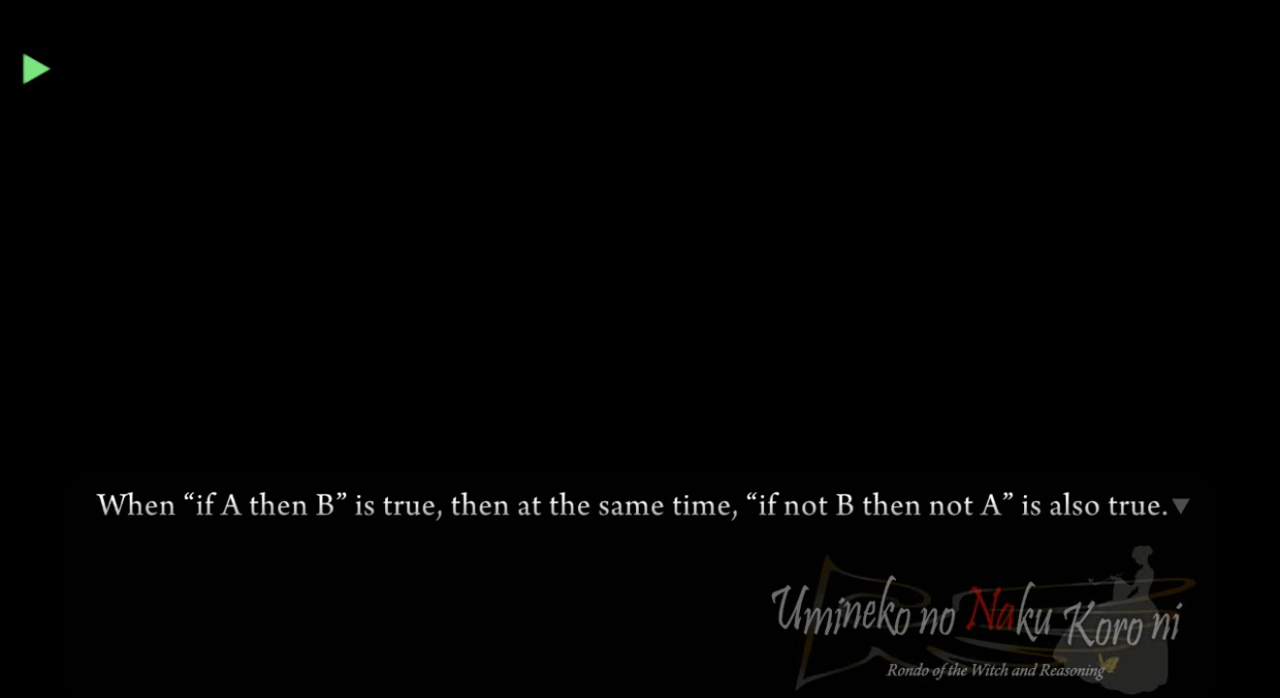 When “if A then B” is true, then at the same time, “if not B then not A” is also true.
Umineko no Naku Koro ni
Rondo of the Witch and Reasoning